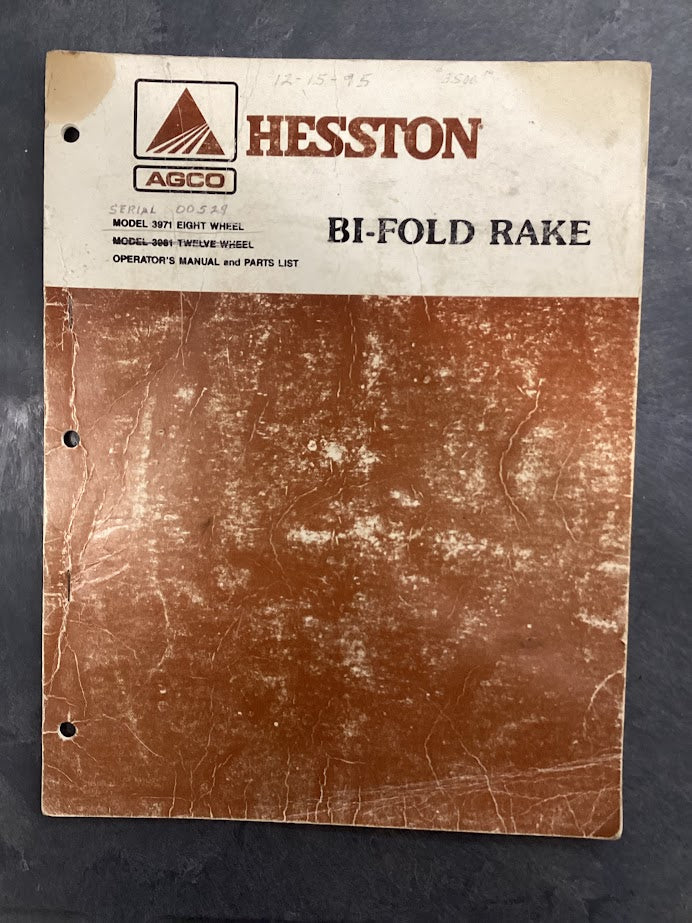 12-15-95
HESSTON
AGCO
SERIAL 00529
MODEL 3971 EIGHT WHEEL
MODEL 3981 TWELVE WHEEL
OPERATOR'S MANUAL and PARTS LIST
BI-FOLD RAKE